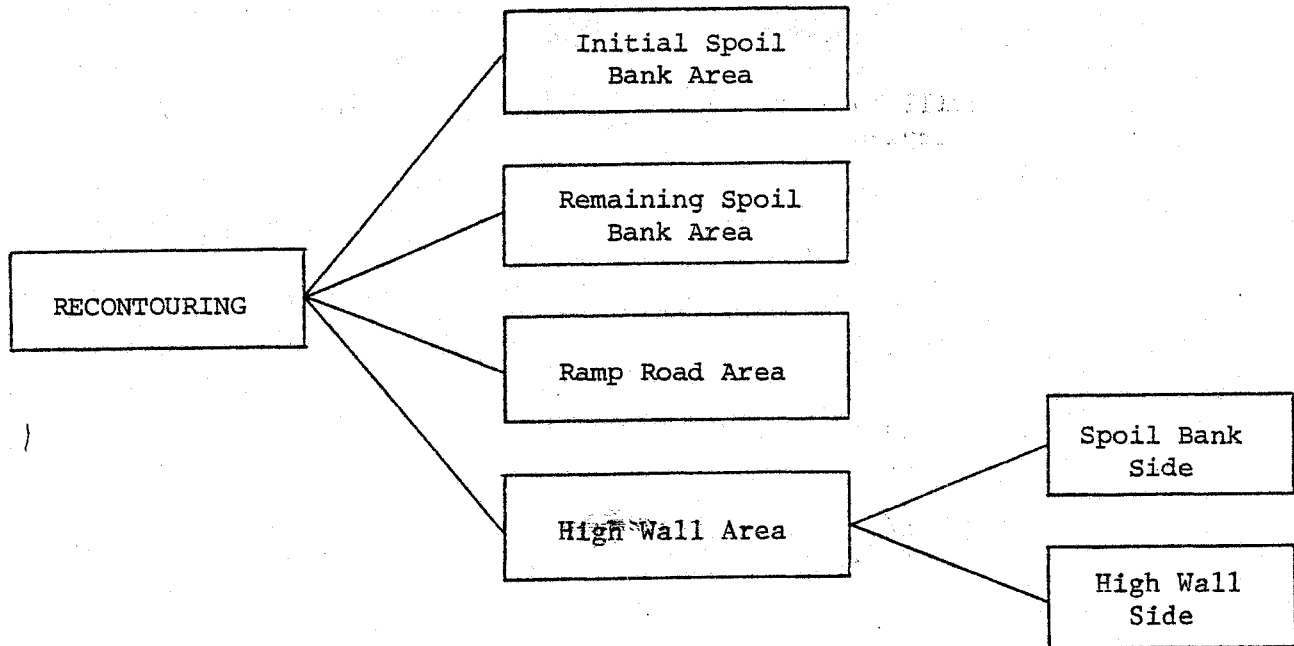 Initial Spoil
Bank Area
Remaining Spoil
Bank Area
RECONTOURING
Ramp Road Area
High Wall Area
Spoil Bank
Side
High Wall
Side